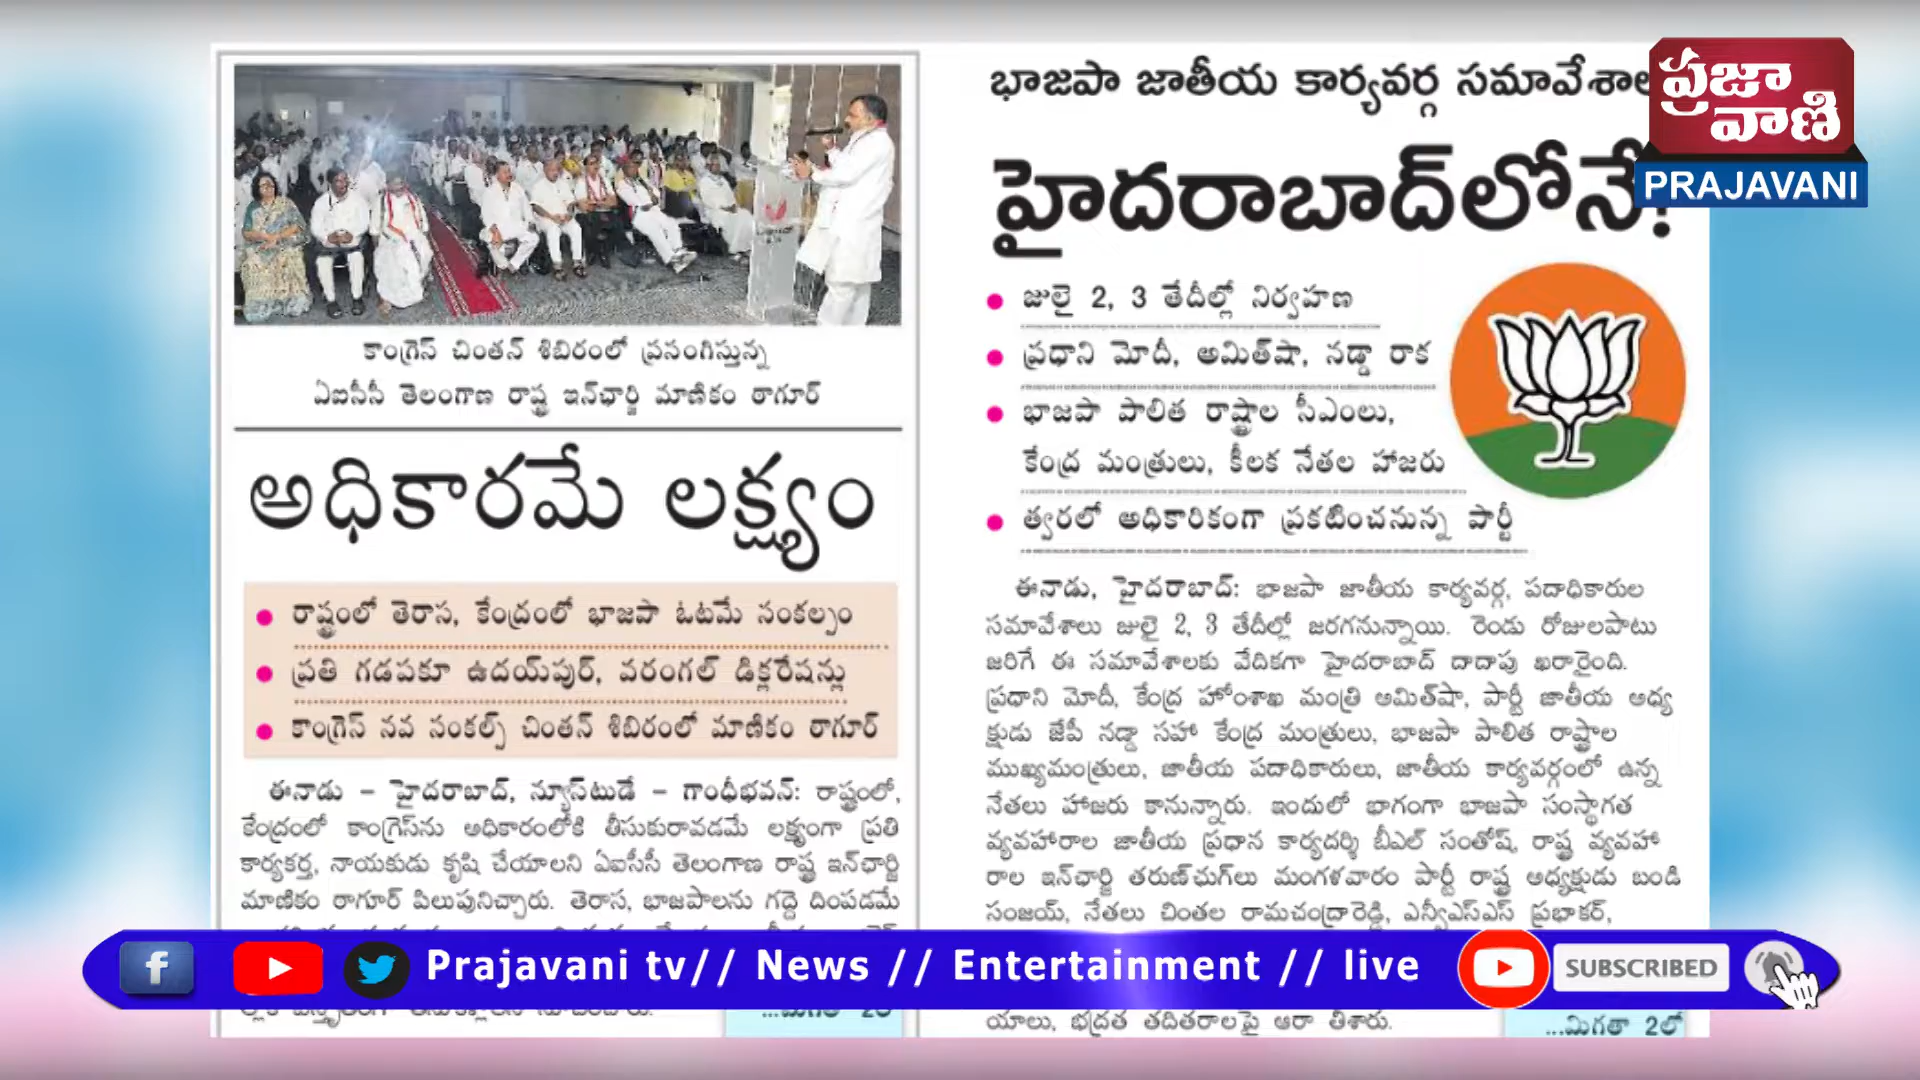 కాంగ్రెస్ చింతన్ శిబిరంలో ప్రసంగిస్తున్న
ఏఐసీసీ తెలంగాణ రాష్ట్ర ఇన్‌ఛార్జి మాణికం ఠాగూర్
అధికారమే లక్ష్యం
రాష్ట్రంలో తెరాస, కేంద్రంలో భాజపా ఓటమే సంకల్పం
ప్రతి గడపకూ ఉదయ్‌పుర్, వరంగల్ డిక్లరేషన్లు
కాంగ్రెస్ నవ సంకల్ప్ చింతన్ శిబిరంలో మాణికం ఠాగూర్
ఈనాడు - హైదరాబాద్, న్యూస్‌టుడే - గాంధీభవన్: రాష్ట్రంలో,
కేంద్రంలో కాంగ్రెస్‌ను అధికారంలోకి తీసుకురావడమే లక్ష్యంగా ప్రతి
కార్యకర్త, నాయకుడు కృషి చేయాలని ఏఐసీసీ తెలంగాణ రాష్ట్ర ఇన్‌ఛార్జి
మాణికం ఠాగూర్ పిలుపునిచ్చారు. తెరాస, భాజపాలను గద్దె దింపడమే
భాజపా జాతీయ కార్యవర్గ
హైదరాబాద్‌లోనే!
జులై 2, 3 తేదీల్లో నిర్వహణ
ప్రధాని మోదీ, అమిత్‌షా, నడ్డా రాక
భాజపా పాలిత రాష్ట్రాల సీఎంలు,
కేంద్ర మంత్రులు, కీలక నేతల హాజరు
త్వరలో అధికారికంగా ప్రకటించనున్న పార్టీ
ఈనాడు, హైదరాబాద్: భాజపా జాతీయ కార్యవర్గ, పదాధికారుల
సమావేశాలు జులై 2, 3 తేదీల్లో జరగనున్నాయి. రెండు రోజులపాటు
జరిగే ఈ సమావేశాలకు వేదికగా హైదరాబాద్ దాదాపు ఖరారైంది.
ప్రధాని మోదీ, కేంద్ర హోంశాఖ మంత్రి అమిత్‌షా, పార్టీ జాతీయ అధ్య
క్షుడు జేపీ నడ్డా సహా కేంద్ర మంత్రులు, భాజపా పాలిత రాష్ట్రాల
ముఖ్యమంత్రులు, జాతీయ పదాధికారులు, జాతీయ కార్యవర్గంలో ఉన్న
నేతలు హాజరు కానున్నారు. ఇందులో భాగంగా భాజపా సంస్థాగత
వ్యవహారాల జాతీయ ప్రధాన కార్యదర్శి బీఎల్ సంతోష్, రాష్ట్ర వ్యవహా
రాల ఇన్‌ఛార్జి తరుణ్‌ఛుగ్‌లు మంగళవారం పార్టీ రాష్ట్ర అధ్యక్షుడు బండి
సంజయ్, నేతలు చింతల రామచంద్రారెడ్డి, ఎన్వీఎస్ఎస్ ప్రభాకర్,
యాలు, భద్రత తదితరాలపై ఆరా తీశారు.
...మిగతా 2లో
ప్రజా
వాణి
PRAJAVANI
Prajavani tv// News // Entertainment // live
SUBSCRIBED